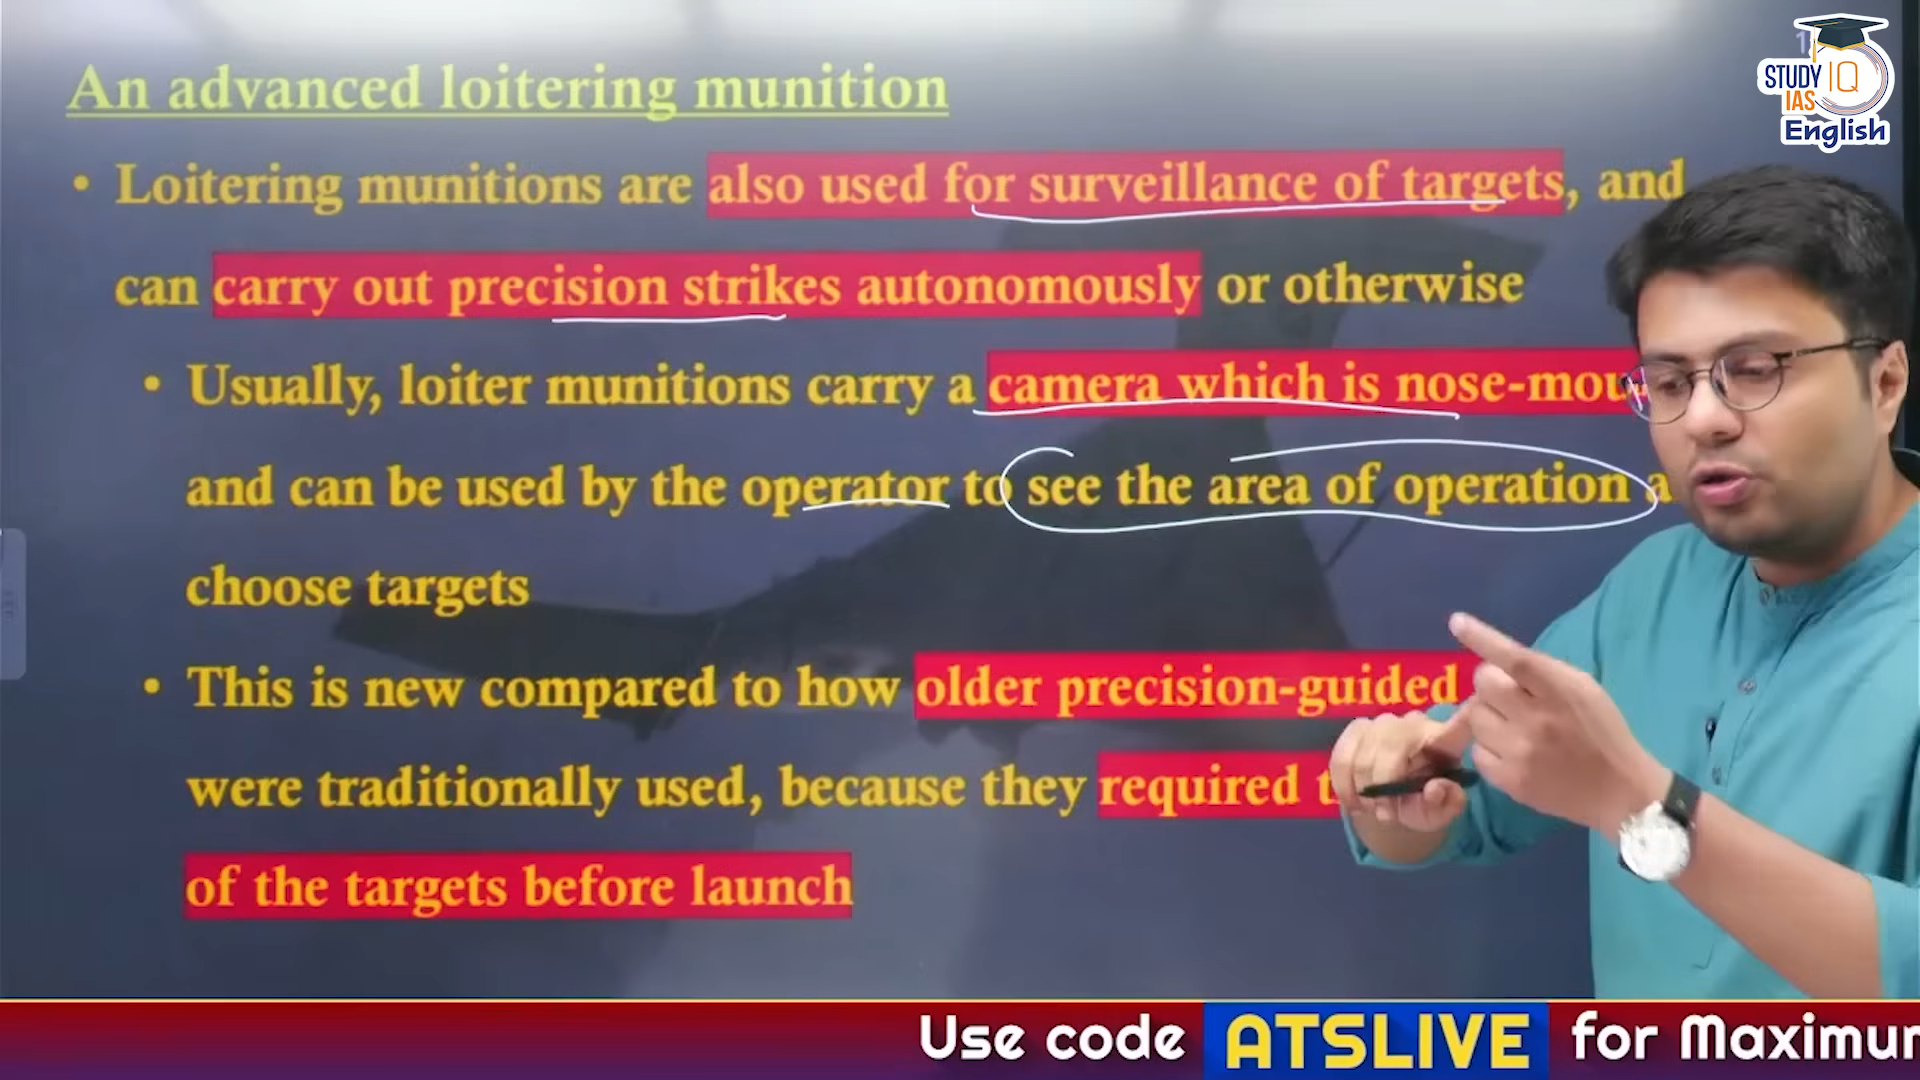 An advanced loitering munition
• Loitering munitions are also used for surveillance of targets, and
can carry out precision strikes autonomously or otherwise
• Usually, loiter munitions carry a camera which is
and can be used by the operator to see the area of operation
choose targets
• This is new compared to how older precision-guided
were traditionally used, because they required
of the targets before launch
STUDY IQ
IAS
English
Use code ATSLIVE for